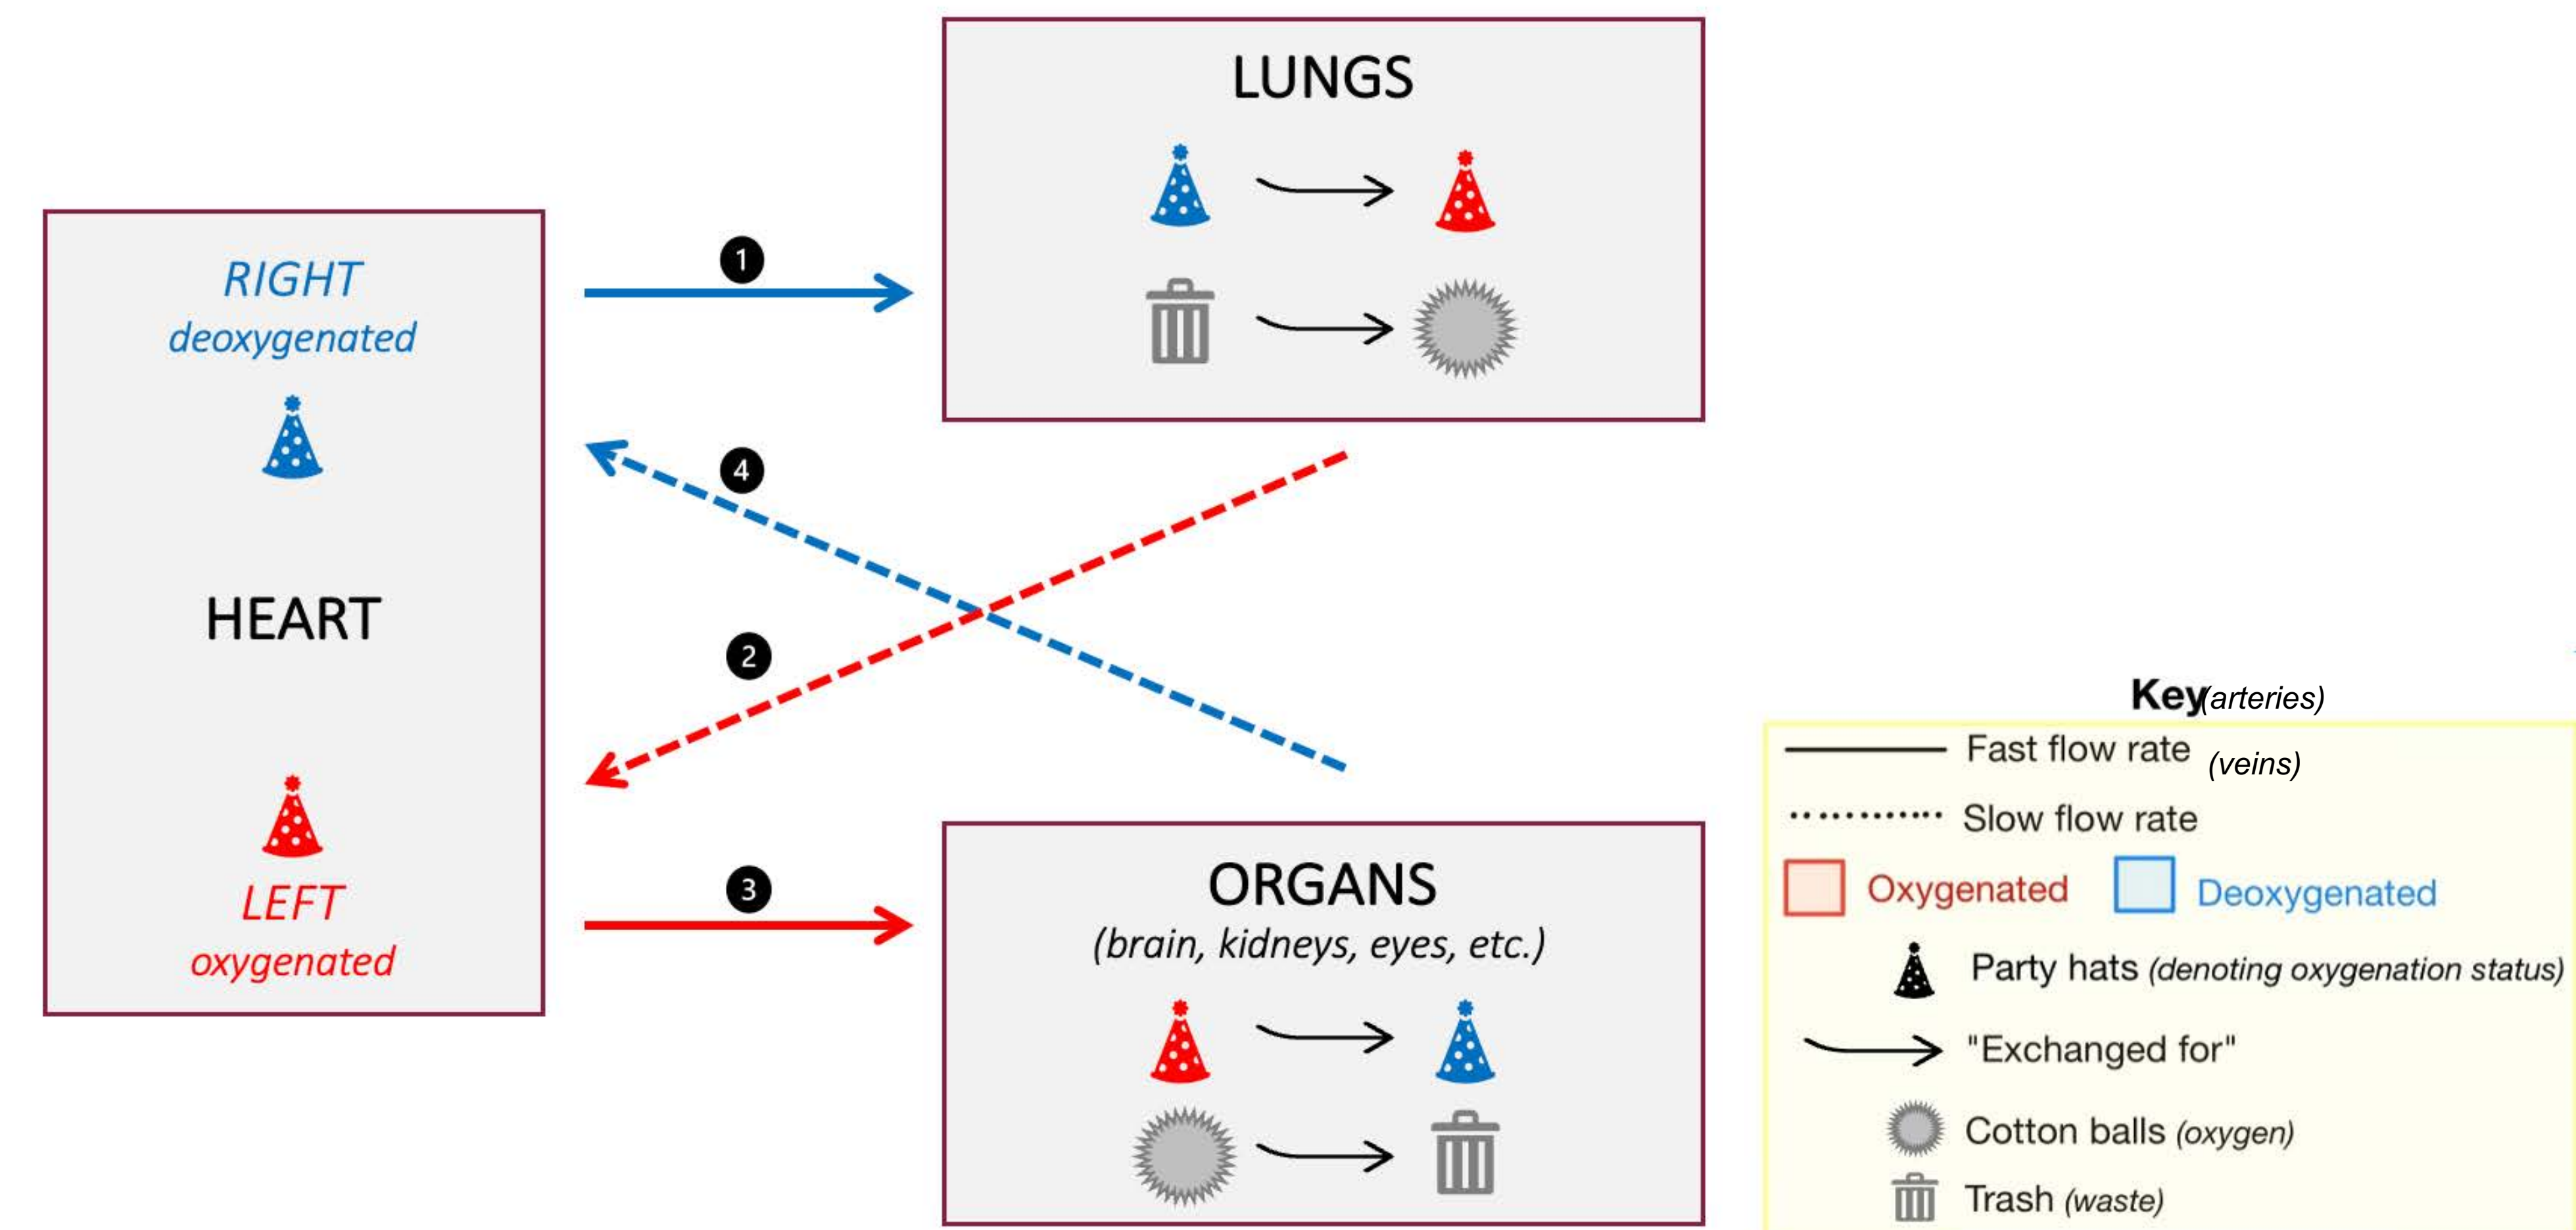 LUNGS
RIGHT
deoxygenated
1
4
HEART
2
LEFT
oxygenated
3
ORGANS
(brain, kidneys, eyes, etc.)
Key (arteries)
Fast flow rate (veins)
Slow flow rate
Oxygenated Deoxygenated
Party hats (denoting oxygenation status)
"Exchanged for"
Cotton balls (oxygen)
Trash (waste)